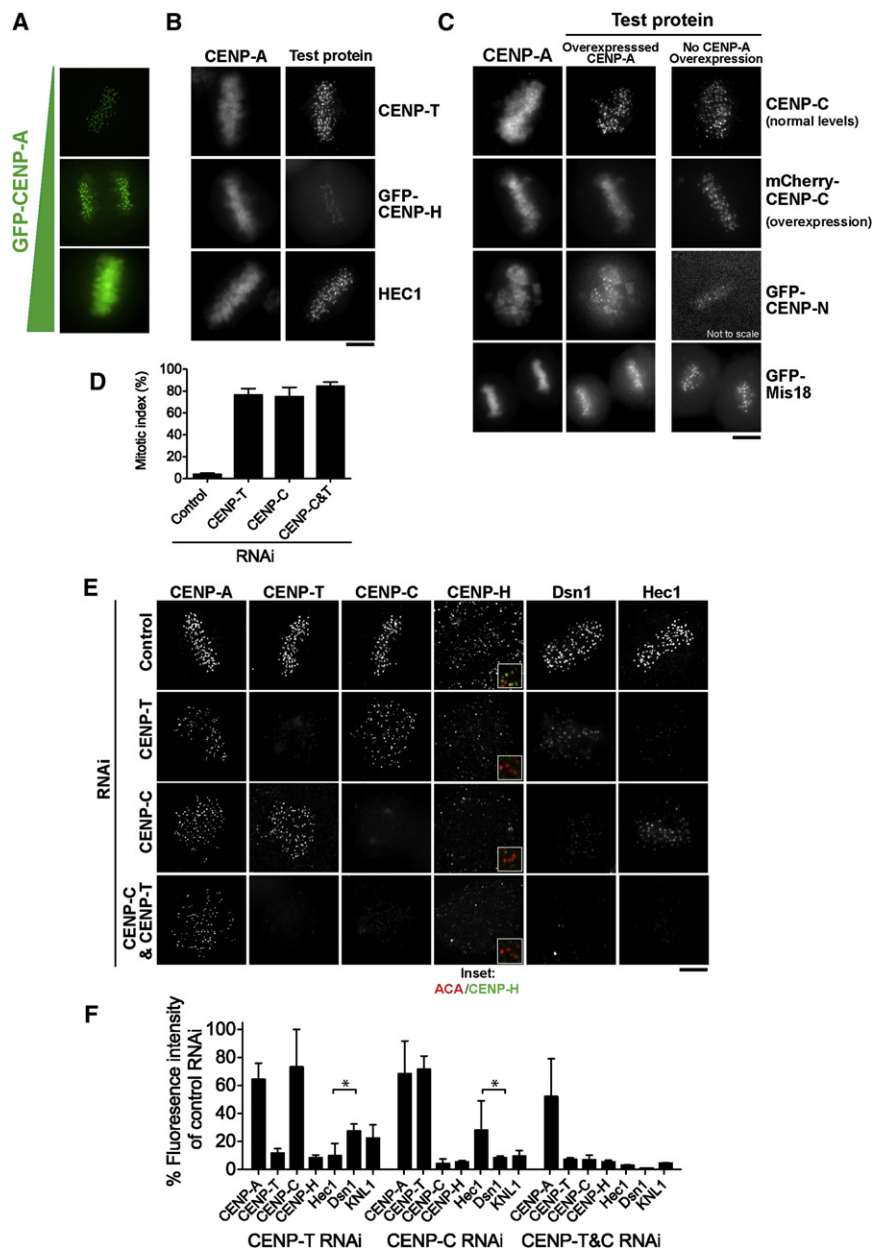 A
GFP-CENP-A
B
CENP-A
Test protein
CENP-T
GFP-
CENP-H
HEC1
C
Test protein
CENP-A
Overexpresssed
CENP-A
No CENP-A
Overexpression
CENP-C
(normal levels)
mCherry-
CENP-C
(overexpression)
GFP-
CENP-N
Not to scale
GFP-
Mis18
D
Mitotic index (%)
100
80
60
40
20
0
Control
CENP-T
CENP-C
CENP-C&T
RNAi
E
CENP-A
CENP-T
CENP-C
CENP-H
Dsn1
Hec1
RNAi
Control
CENP-T
CENP-C
CENP-C
& CENP-T
Inset:
ACA/CENP-H
F
% Fluoresence intensity
of control RNAi
100
80
60
40
20
0
*
*
CENP-A
CENP-T
CENP-C
CENP-H
Hec1
Dsn1
KNL1
CENP-A
CENP-T
CENP-C
CENP-H
Hec1
Dsn1
KNL1
CENP-A
CENP-T
CENP-C
CENP-H
Hec1
Dsn1
KNL1
CENP-T RNAi
CENP-C RNAi
CENP-T&C RNAi